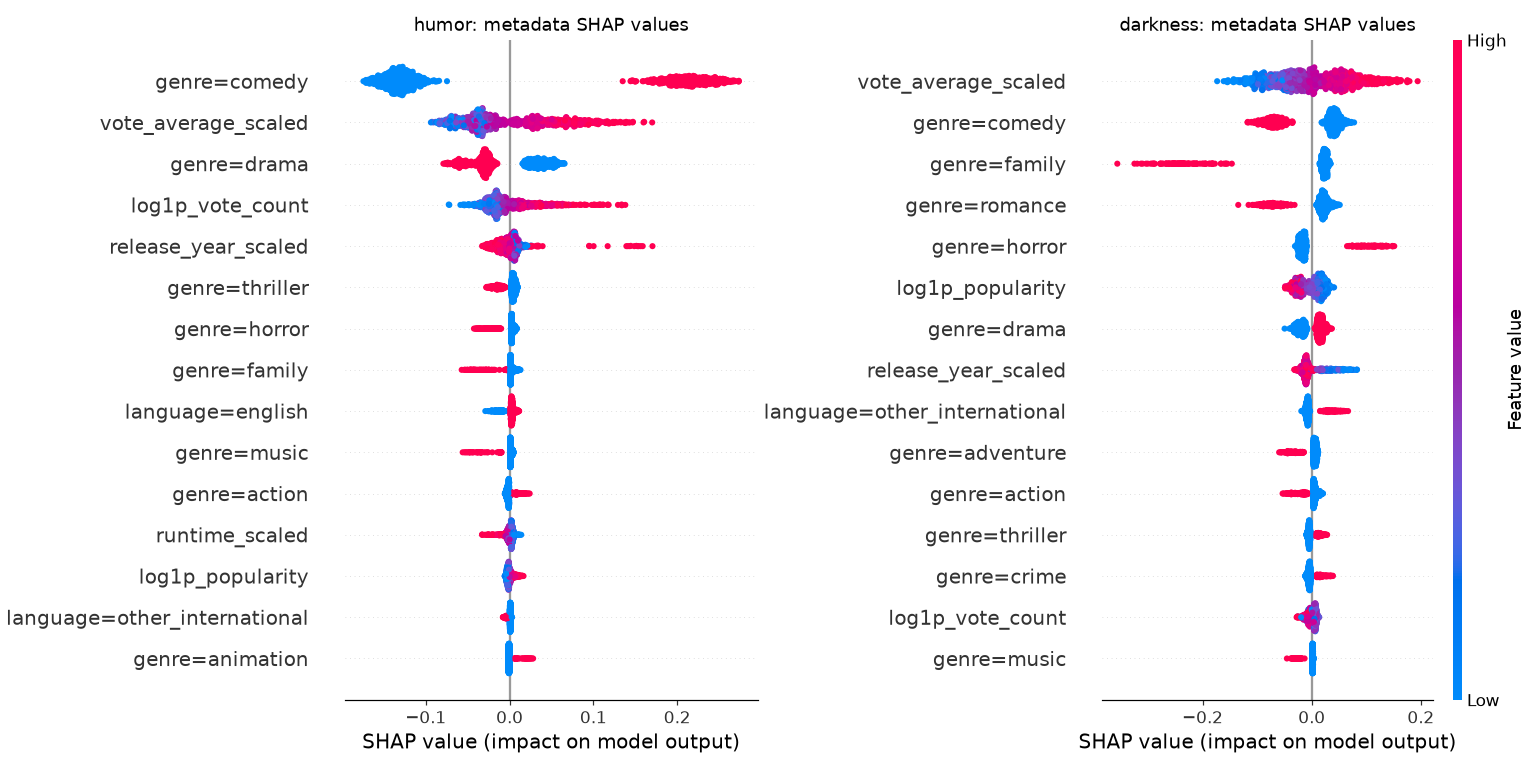 humor: metadata SHAP values
genre=comedy
vote_average_scaled
genre=drama
log1p_vote_count
release_year_scaled
genre=thriller
genre=horror
genre=family
language=english
genre=music
genre=action
runtime_scaled
log1p_popularity
language=other_international
genre=animation
−0.1
0.0
0.1
0.2
SHAP value (impact on model output)
darkness: metadata SHAP values
vote_average_scaled
genre=comedy
genre=family
genre=romance
genre=horror
log1p_popularity
genre=drama
release_year_scaled
language=other_international
genre=adventure
genre=action
genre=thriller
genre=crime
log1p_vote_count
genre=music
−0.2
0.0
0.2
SHAP value (impact on model output)
High
Feature value
Low